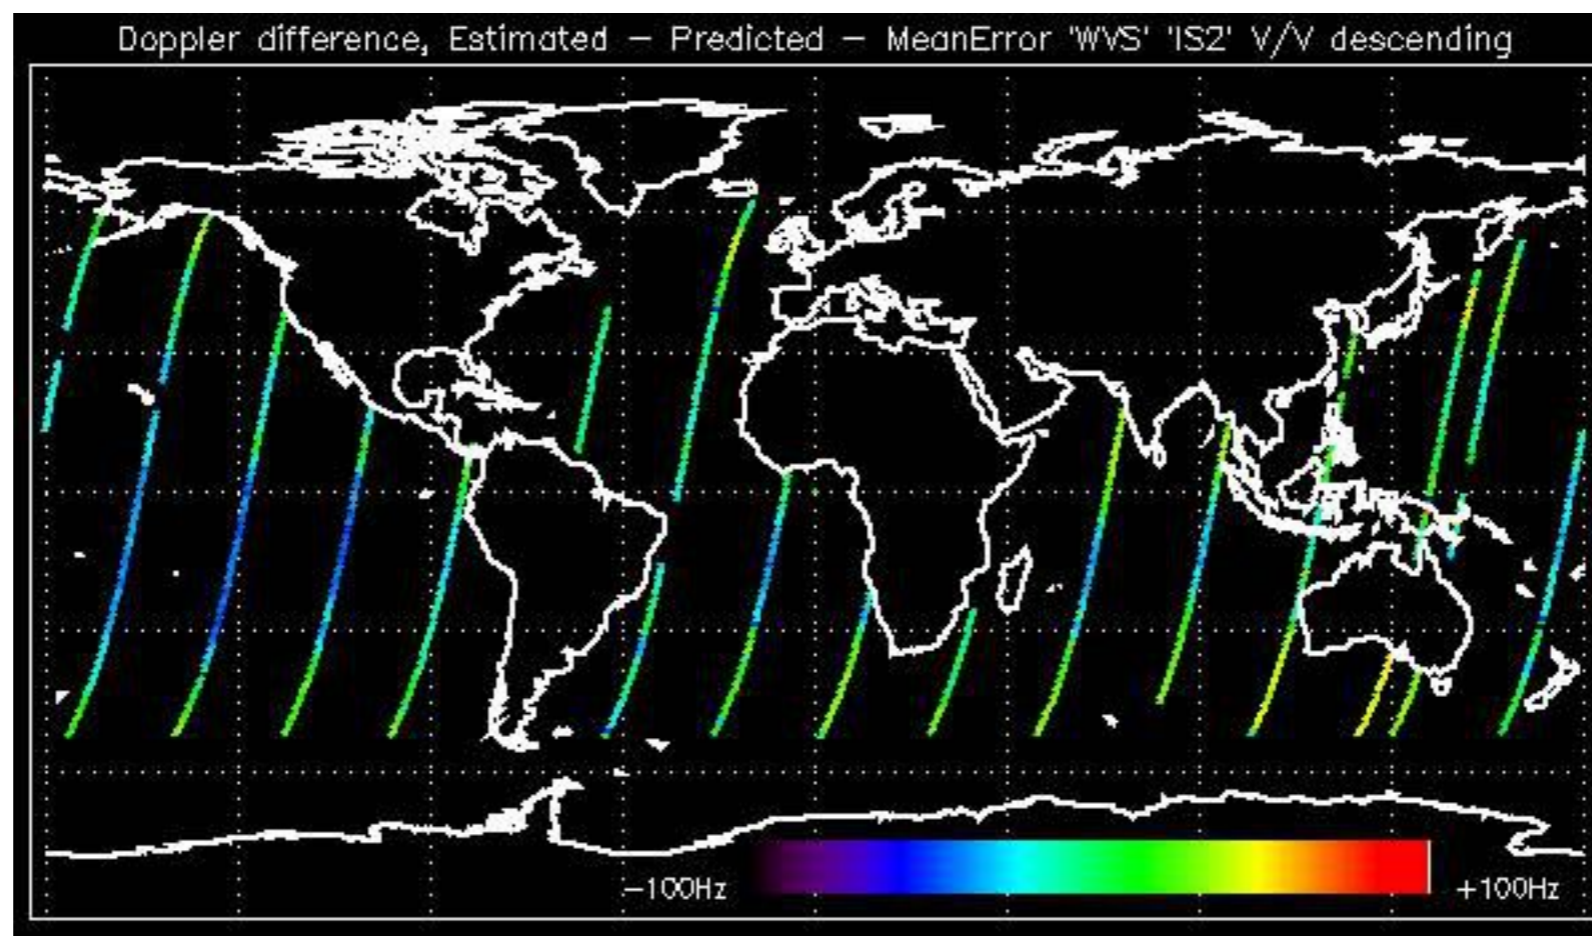 Doppler difference, Estimated - Predicted - MeanError 'WVS' 'IS2' V/V descending
-100Hz
+100Hz